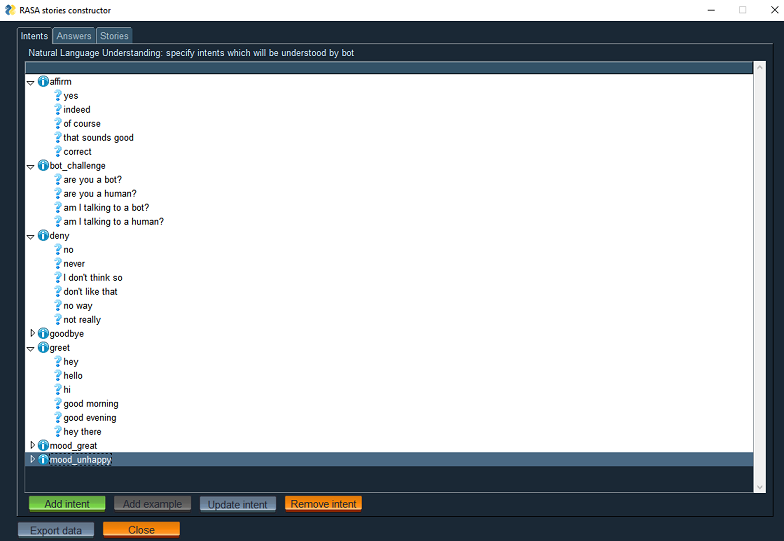 RASA stories constructor
Intents Answers Stories
Natural Language Understanding: specify intents which will be understood by bot
affirm
yes
indeed
of course
that sounds good
correct
bot_challenge
are you a bot?
are you a human?
am I talking to a bot?
am I talking to a human?
deny
no
never
I don't think so
don't like that
no way
not really
goodbye
greet
hey
hello
hi
good morning
good evening
hey there
mood_great
mood_unhappy
Add intent Add example Update intent Remove intent
Export data Close